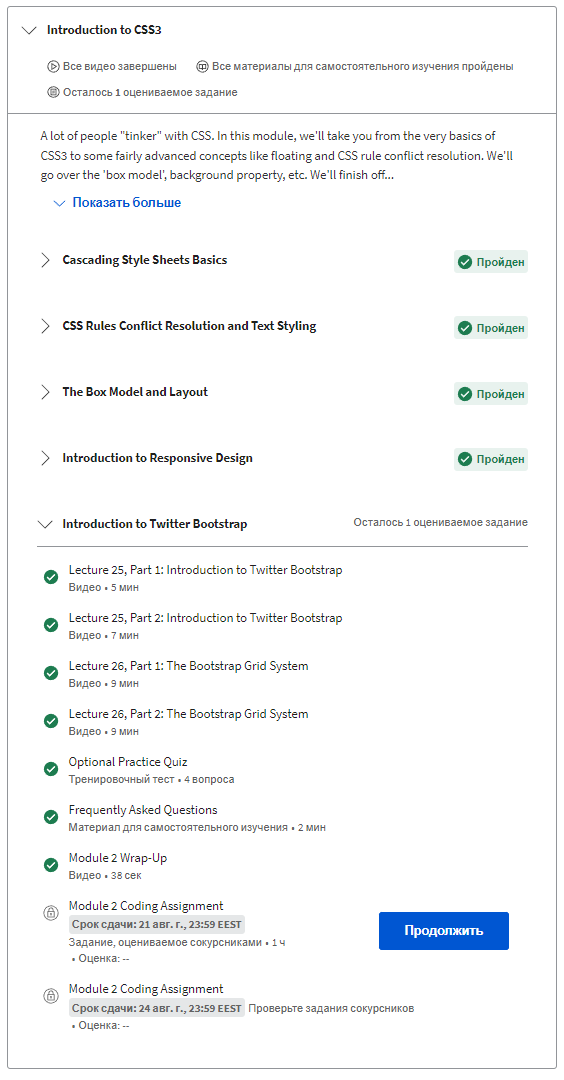 Introduction to CSS3
Все видео завершены Все материалы для самостоятельного изучения пройдены
Осталось 1 оцениваемое задание
A lot of people "tinker" with CSS. In this module, we'll take you from the very basics of
CSS3 to some fairly advanced concepts like floating and CSS rule conflict resolution. We'll
go over the 'box model', background property, etc. We'll finish off...
Показать больше
Cascading Style Sheets Basics Пройден
CSS Rules Conflict Resolution and Text Styling Пройден
The Box Model and Layout Пройден
Introduction to Responsive Design Пройден
Introduction to Twitter Bootstrap Осталось 1 оцениваемое задание
Lecture 25, Part 1: Introduction to Twitter Bootstrap
Видео • 5 мин
Lecture 25, Part 2: Introduction to Twitter Bootstrap
Видео • 7 мин
Lecture 26, Part 1: The Bootstrap Grid System
Видео • 9 мин
Lecture 26, Part 2: The Bootstrap Grid System
Видео • 9 мин
Optional Practice Quiz
Тренировочный тест • 4 вопроса
Frequently Asked Questions
Материал для самостоятельного изучения • 2 мин
Module 2 Wrap-Up
Видео • 38 сек
Module 2 Coding Assignment
Срок сдачи: 21 авг. г., 23:59 EEST
Задание, оцениваемое сокурсниками • 1 ч
• Оценка: --
Продолжить
Module 2 Coding Assignment
Срок сдачи: 24 авг. г., 23:59 EEST Проверьте задания сокурсников
• Оценка: --